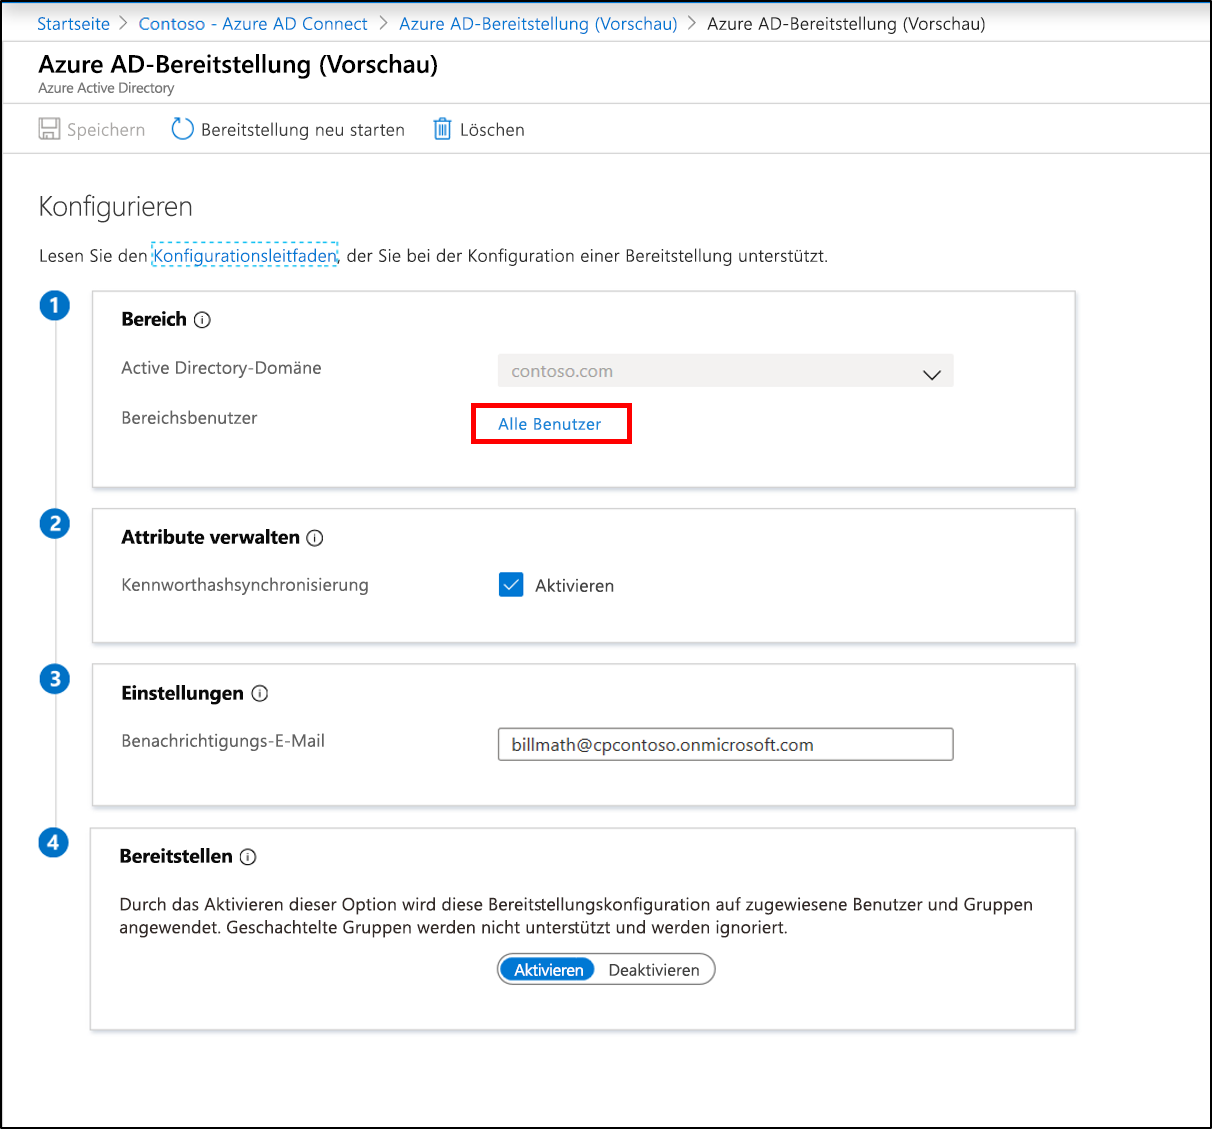 Startseite > Contoso - Azure AD Connect > Azure AD-Bereitstellung (Vorschau) > Azure AD-Bereitstellung (Vorschau)
Azure AD-Bereitstellung (Vorschau)
Azure Active Directory
Speichern Bereitstellung neu starten Löschen
Konfigurieren
Lesen Sie den Konfigurationsleitfaden, der Sie bei der Konfiguration einer Bereitstellung unterstützt.
1
Bereich
Active Directory-Domäne contoso.com
Bereichsbenutzer Alle Benutzer
2
Attribute verwalten
Kennworthashsynchronisierung Aktivieren
3
Einstellungen
Benachrichtigungs-E-Mail billmath@cpcontoso.onmicrosoft.com
4
Bereitstellen
Durch das Aktivieren dieser Option wird diese Bereitstellungskonfiguration auf zugewiesene Benutzer und Gruppen
angewendet. Geschachtelte Gruppen werden nicht unterstützt und werden ignoriert.
Aktivieren Deaktivieren